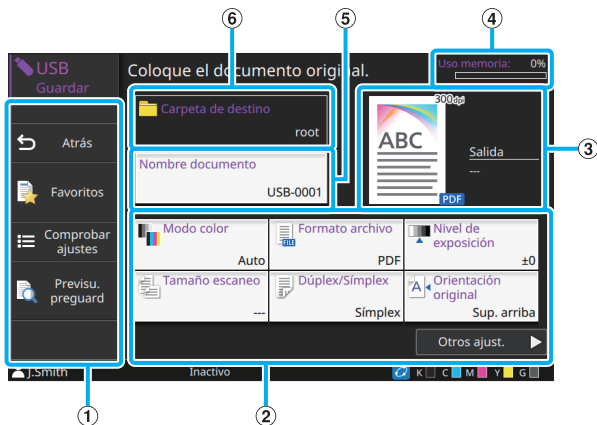 ⑥
⑤
④
USB
Guardar
Coloque el documento original.
Uso memoria: 0%
Carpeta de destino
root
Nombre documento
USB-0001
300dpi
ABC
PDF
Salida
---
③
Atrás
Favoritos
Comprobar
ajustes
Previsu.
preguard
Modo color
Auto
Formato archivo
FILE
PDF
Nivel de
exposición
±0
Tamaño escaneo
---
Dúplex/Símplex
Símplex
A
Orientación
original
Sup. arriba
Otros ajust.
J.Smith
Inactivo
K C M Y G
①
②